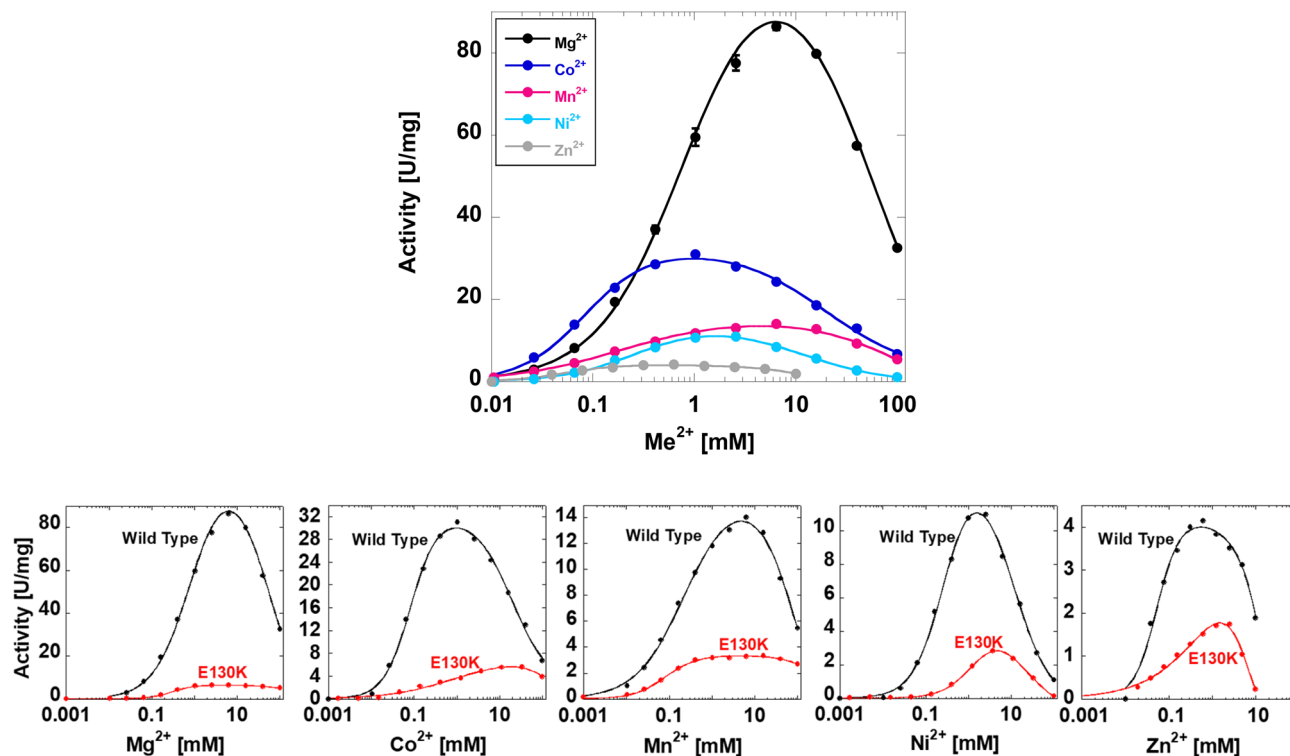 Activity [U/mg]
80
60
40
20
0
Mg2+
Co2+
Mn2+
Ni2+
Zn2+
0.01 0.1 1 10 100
Me2+ [mM]
Activity [U/mg]
80
60
40
20
0
Wild Type
E130K
0.001 0.1 10
Mg2+ [mM]
32
28
24
20
16
12
8
4
0
Wild Type
E130K
0.001 0.1 10
Co2+ [mM]
14
12
10
8
6
4
2
0
Wild Type
E130K
0.001 0.1 10
Mn2+ [mM]
10
8
6
4
2
0
Wild Type
E130K
0.001 0.1 10
Ni2+ [mM]
4
3
2
1
0
Wild Type
E130K
0.001 0.1 10
Zn2+ [mM]